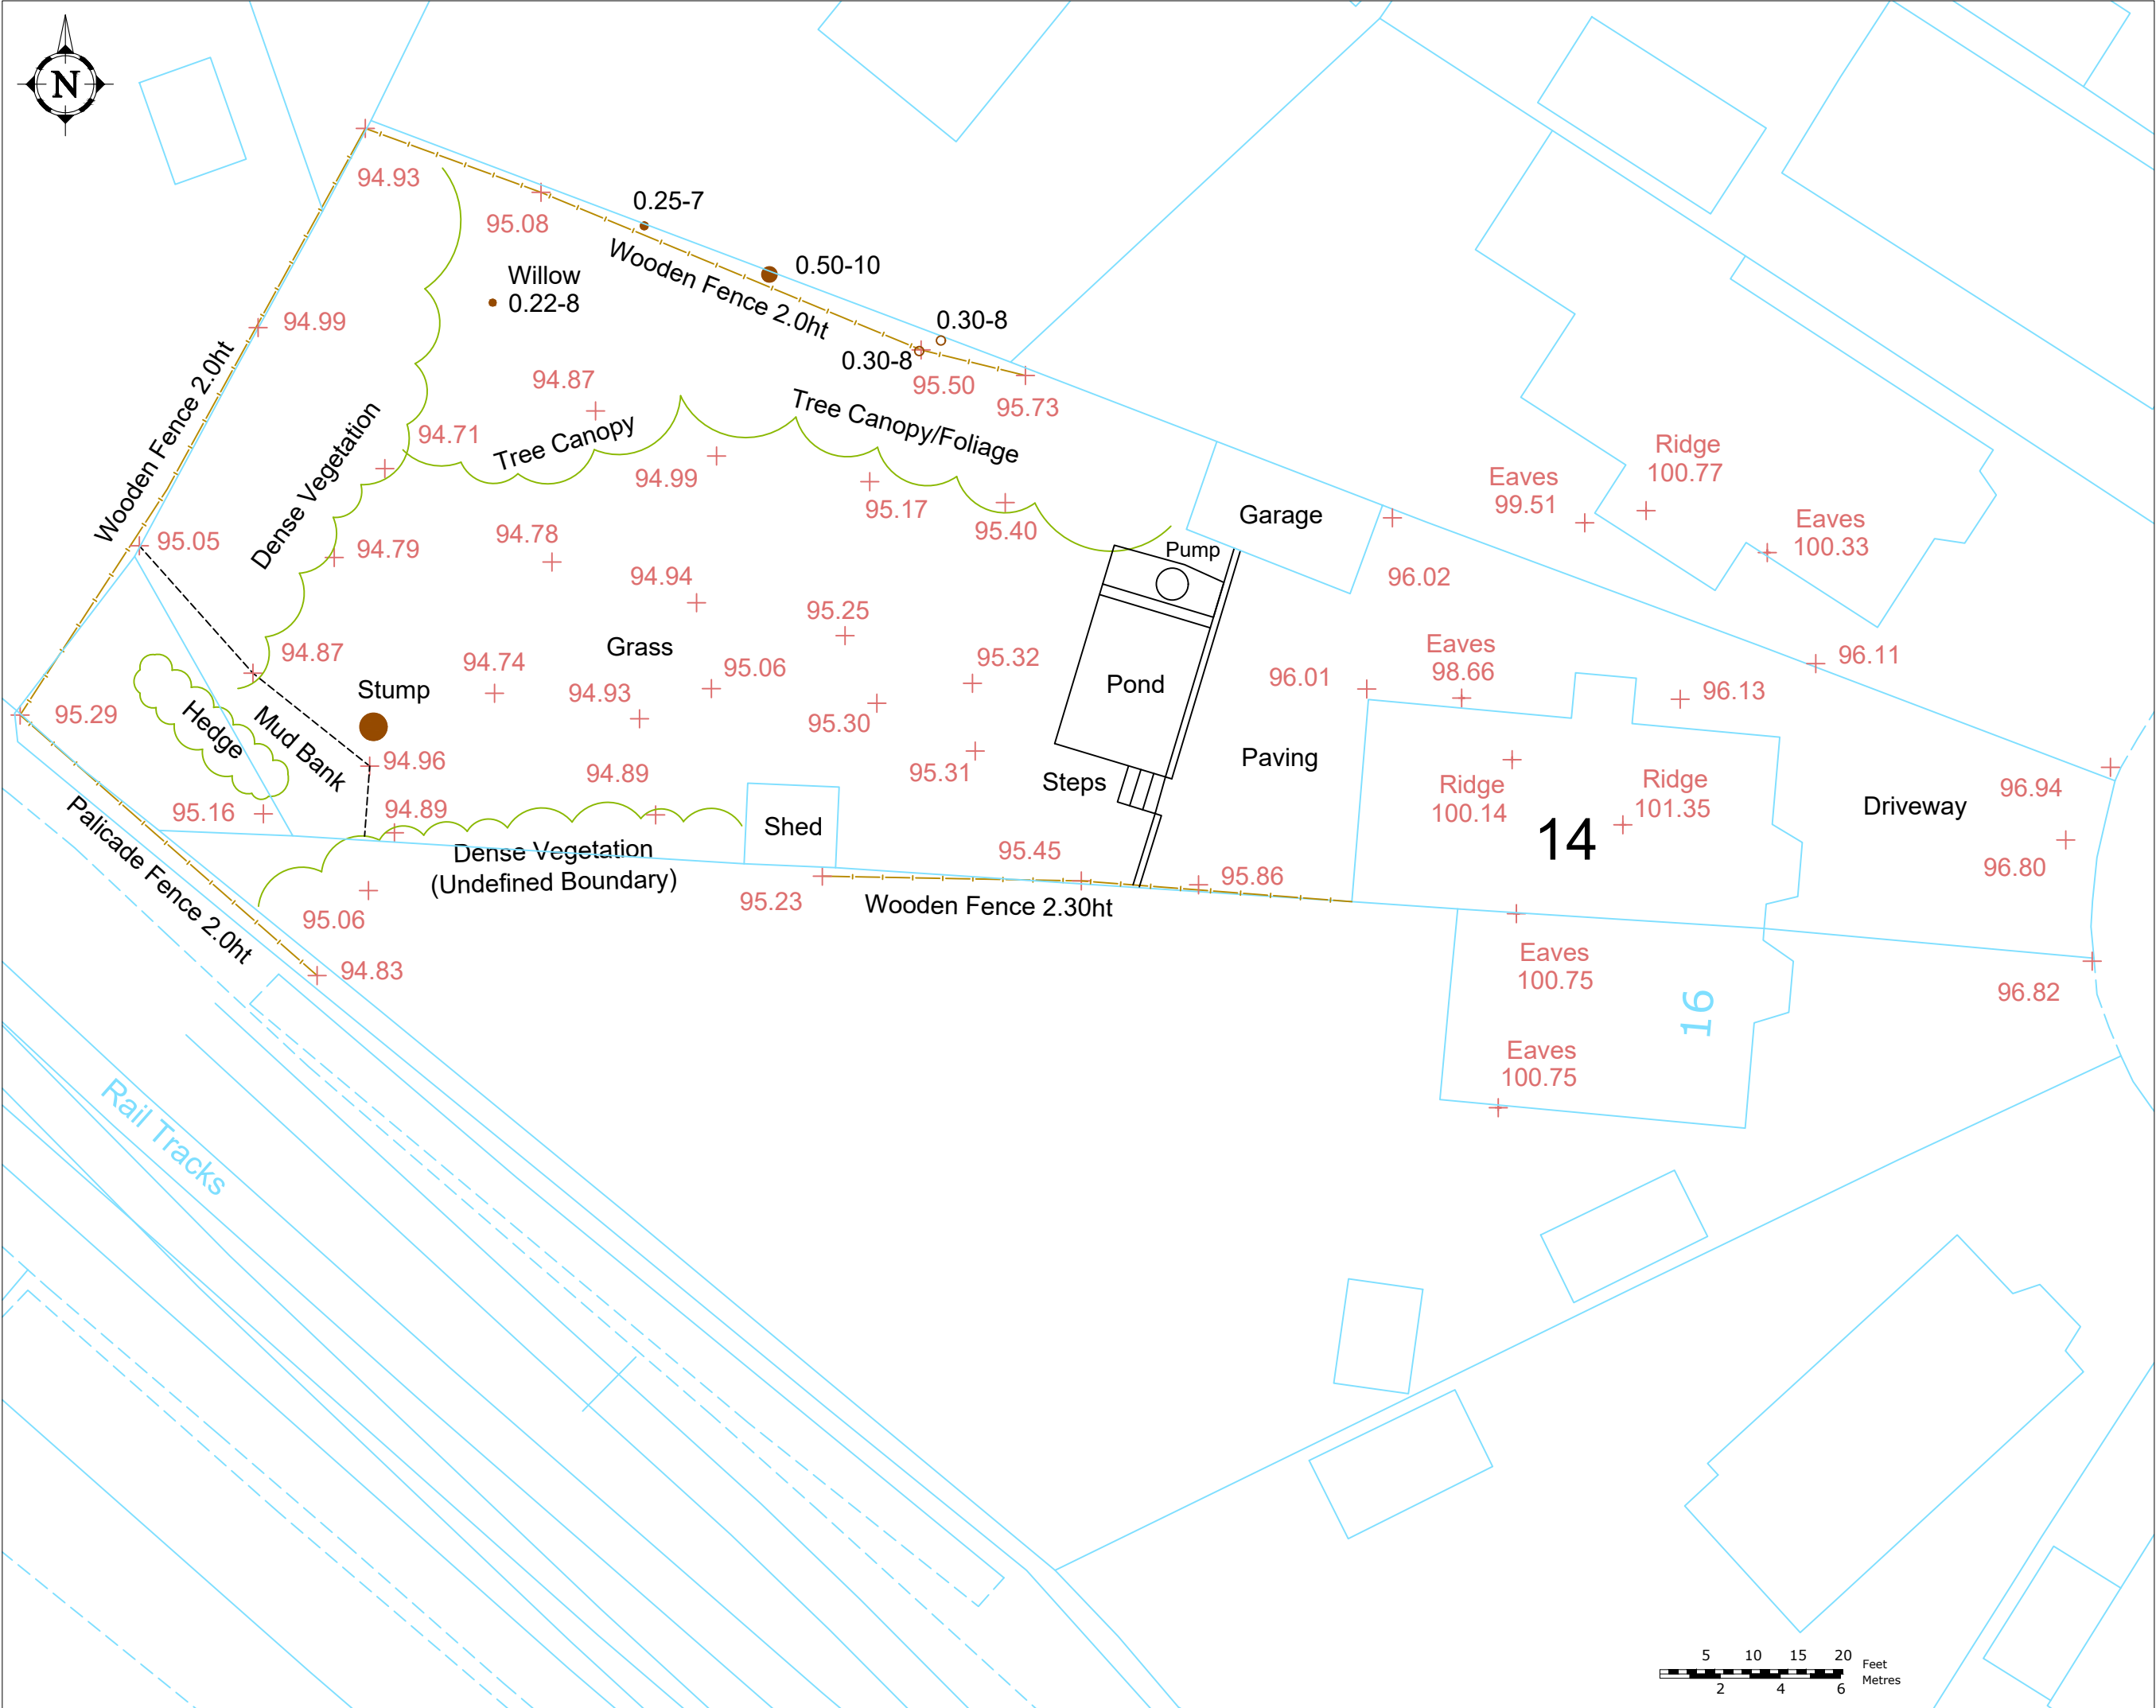 N
94.93
95.08
0.25-7
Willow
0.22-8
Wooden Fence 2.0ht
0.50-10
0.30-8
0.30-8
95.50
95.73
94.99
Wooden Fence 2.0ht
94.87
94.71
Tree Canopy
Tree Canopy/Foliage
94.99
95.17
95.40
Dense Vegetation
Garage
Eaves
99.51
Ridge
100.77
Eaves
100.33
95.05
94.79
94.78
94.94
Pump
96.02
95.25
Grass
94.87
94.74
94.93
95.06
95.32
95.30
95.31
Pond
96.01
Eaves
98.66
96.13
96.11
Stump
95.29
Hedge
Mud Bank
94.96
94.89
94.89
95.16
Palicade Fence 2.0ht
Steps
Paving
Ridge
100.14
Ridge
101.35
14
Driveway
96.94
96.80
Shed
Dense Vegetation
(Undefined Boundary)
95.45
95.86
95.23
Wooden Fence 2.30ht
95.06
94.83
Eaves
100.75
96.82
16
Eaves
100.75
Rail Tracks
5 10 15 20 Feet
2 4 6 Metres